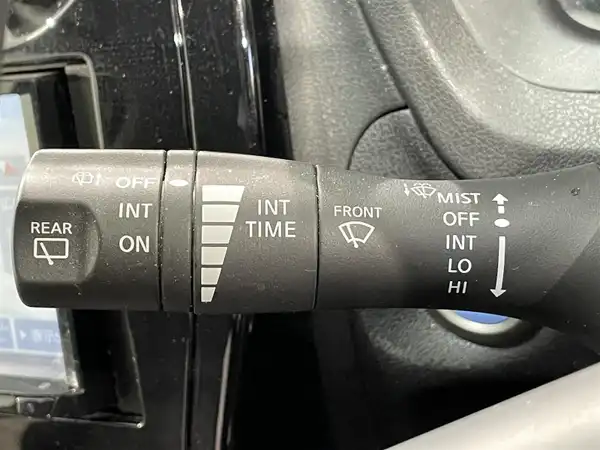 REAR
OFF
INT
ON
INT
TIME
FRONT
MIST
OFF
INT
LO
HI